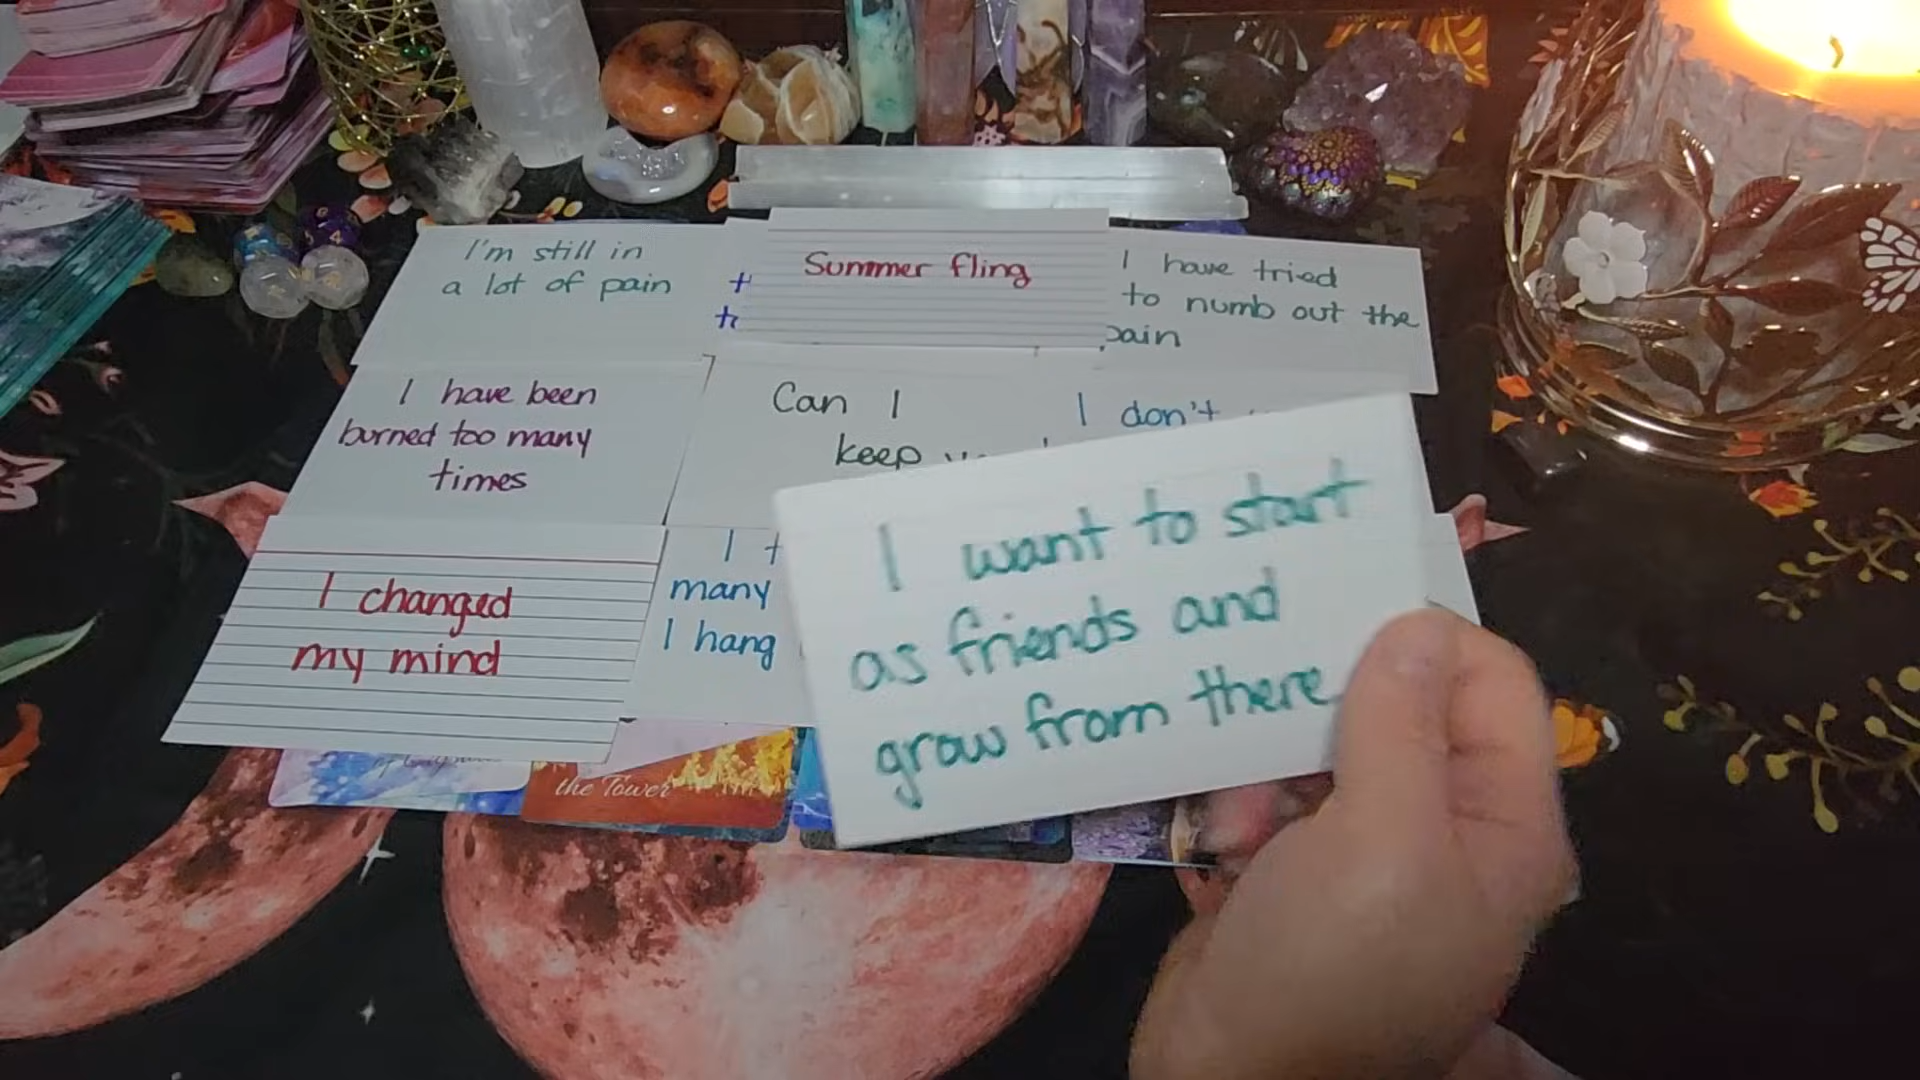 I'm still in
a lot of pain
Summer fling
I have tried
to numb out the
pain
I have been
burned too many
times
Can I
keep
I don't
I changed
my mind
I
many
I hang
I want to start
as friends and
grow from there
the Tower